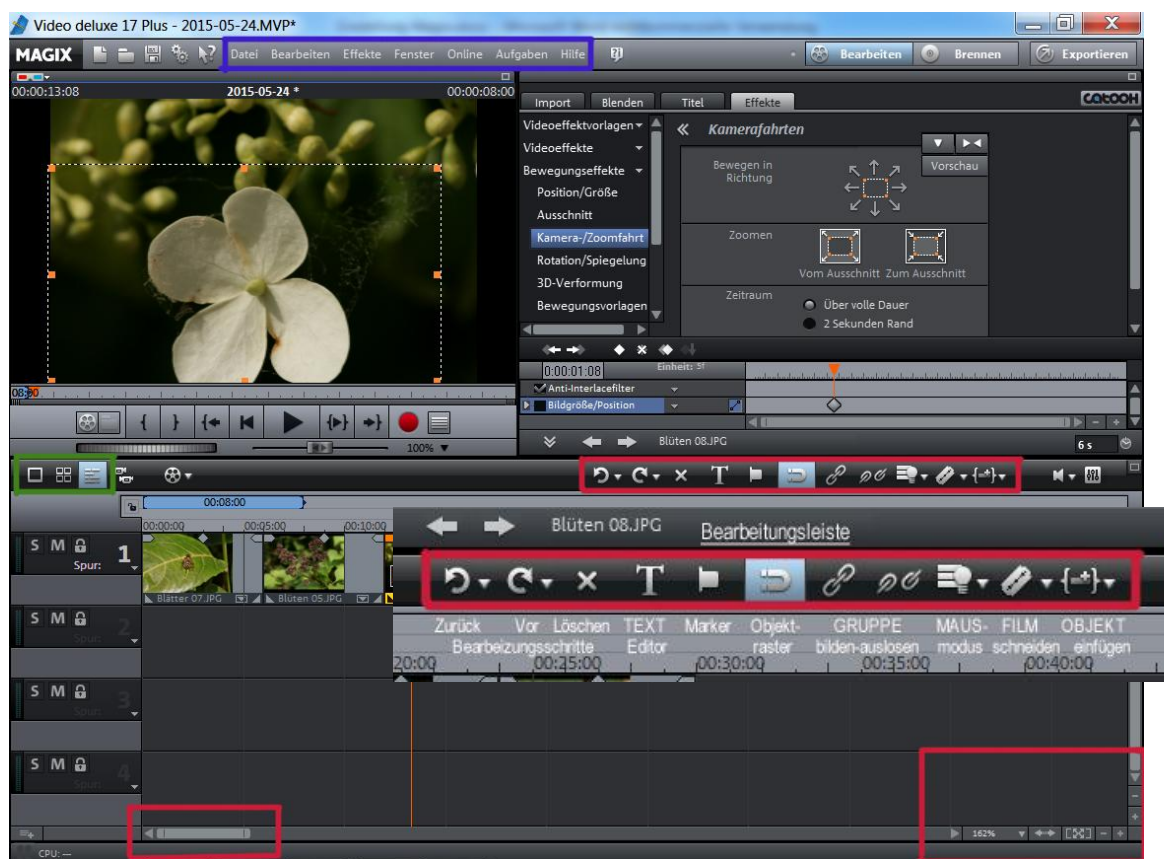 Video deluxe 17 Plus - 2015-05-24.MVP*
MAGIX Datei Bearbeiten Effekte Fenster Online Aufgaben Hilfe Bearbeiten Brennen Exportieren
00:00:13:08 2015-05-24 * 00:00:08:00
Import Blenden Titel Effekte catooh
Videoeffektvorlagen
Videoeffekte
Bewegungseffekte
Position/Größe
Ausschnitt
Kamera-/Zoomfahrt
Rotation/Spiegelung
3D-Verformung
Bewegungsvorlagen
Kamerafahrten
Vorschau
Bewegen in
Richtung
Zoomen
Vom Ausschnitt Zum Ausschnitt
Zeitraum
Über volle Dauer
2 Sekunden Rand
0:00:01:08 Einheit: 5f
Anti-Interlacefilter
Bildgröße/Position
Blüten 08.JPG 6 s
100%
00:08:00
00:00:00 00:05:00 00:10:00
S M 1
Spur:
Blätter 07.JPG Blüten 05.JPG
Blüten 08.JPG Bearbeitungsleiste
Zurück Vor Löschen TEXT Marker Objekt- GRUPPE MAUS- FILM OBJEKT
Bearbeizungsschritte Editor raster bilden-auslosen modus schneiden einfügen
20:00 00:25:00 00:30:00 00:35:00 00:40:00
S M 2
Spur:
S M 3
Spur:
S M 4
Spur:
162%
CPU: ---